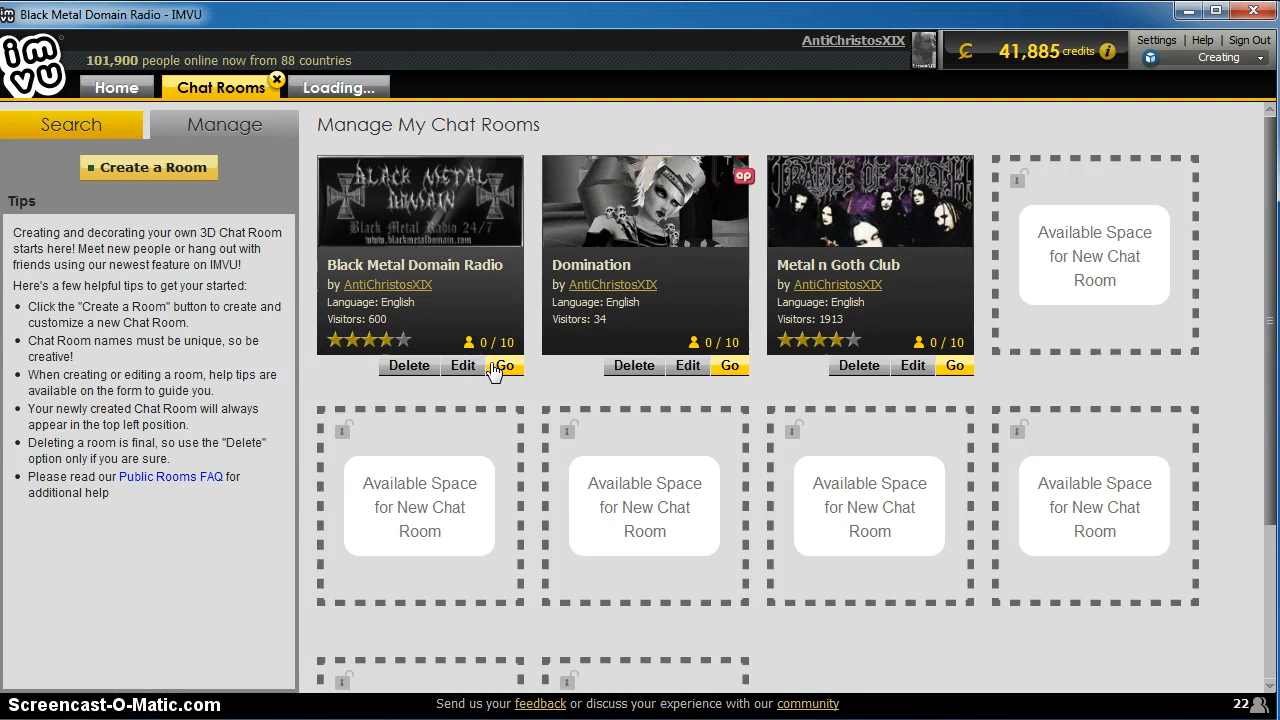 Black Metal Domain Radio - IMVU
imvu
101,900 people online now from 88 countries
AntiChristosXIX
41,885 credits
Settings | Help | Sign Out
Creating
Home
Chat Rooms
Loading...
Search
Manage
Create a Room
Tips
Creating and decorating your own 3D Chat Room
starts here! Meet new people or hang out with
friends using our newest feature on IMVU!
Here's a few helpful tips to get your started:
Click the "Create a Room" button to create and
customize a new Chat Room.
Chat Room names must be unique, so be
creative!
When creating or editing a room, help tips are
available on the form to guide you.
Your newly created Chat Room will always
appear in the top left position.
Deleting a room is final, so use the "Delete"
option only if you are sure.
Please read our Public Rooms FAQ for
additional help
Manage My Chat Rooms
BLACK METAL
DOMAIN
Black Metal Radio 24/7
www.blackmetaldomain.com
Black Metal Domain Radio
by AntiChristosXIX
Language: English
Visitors: 600
0 / 10
Delete Edit Go
ap
Domination
by AntiChristosXIX
Language: English
Visitors: 34
0 / 10
Delete Edit Go
CRADLE OF FILTH
Metal n Goth Club
by AntiChristosXIX
Language: English
Visitors: 1913
0 / 10
Delete Edit Go
Available Space
for New Chat
Room
Available Space
for New Chat
Room
Available Space
for New Chat
Room
Available Space
for New Chat
Room
Available Space
for New Chat
Room
Screencast-O-Matic.com
Send us your feedback or discuss your experience with our community
22